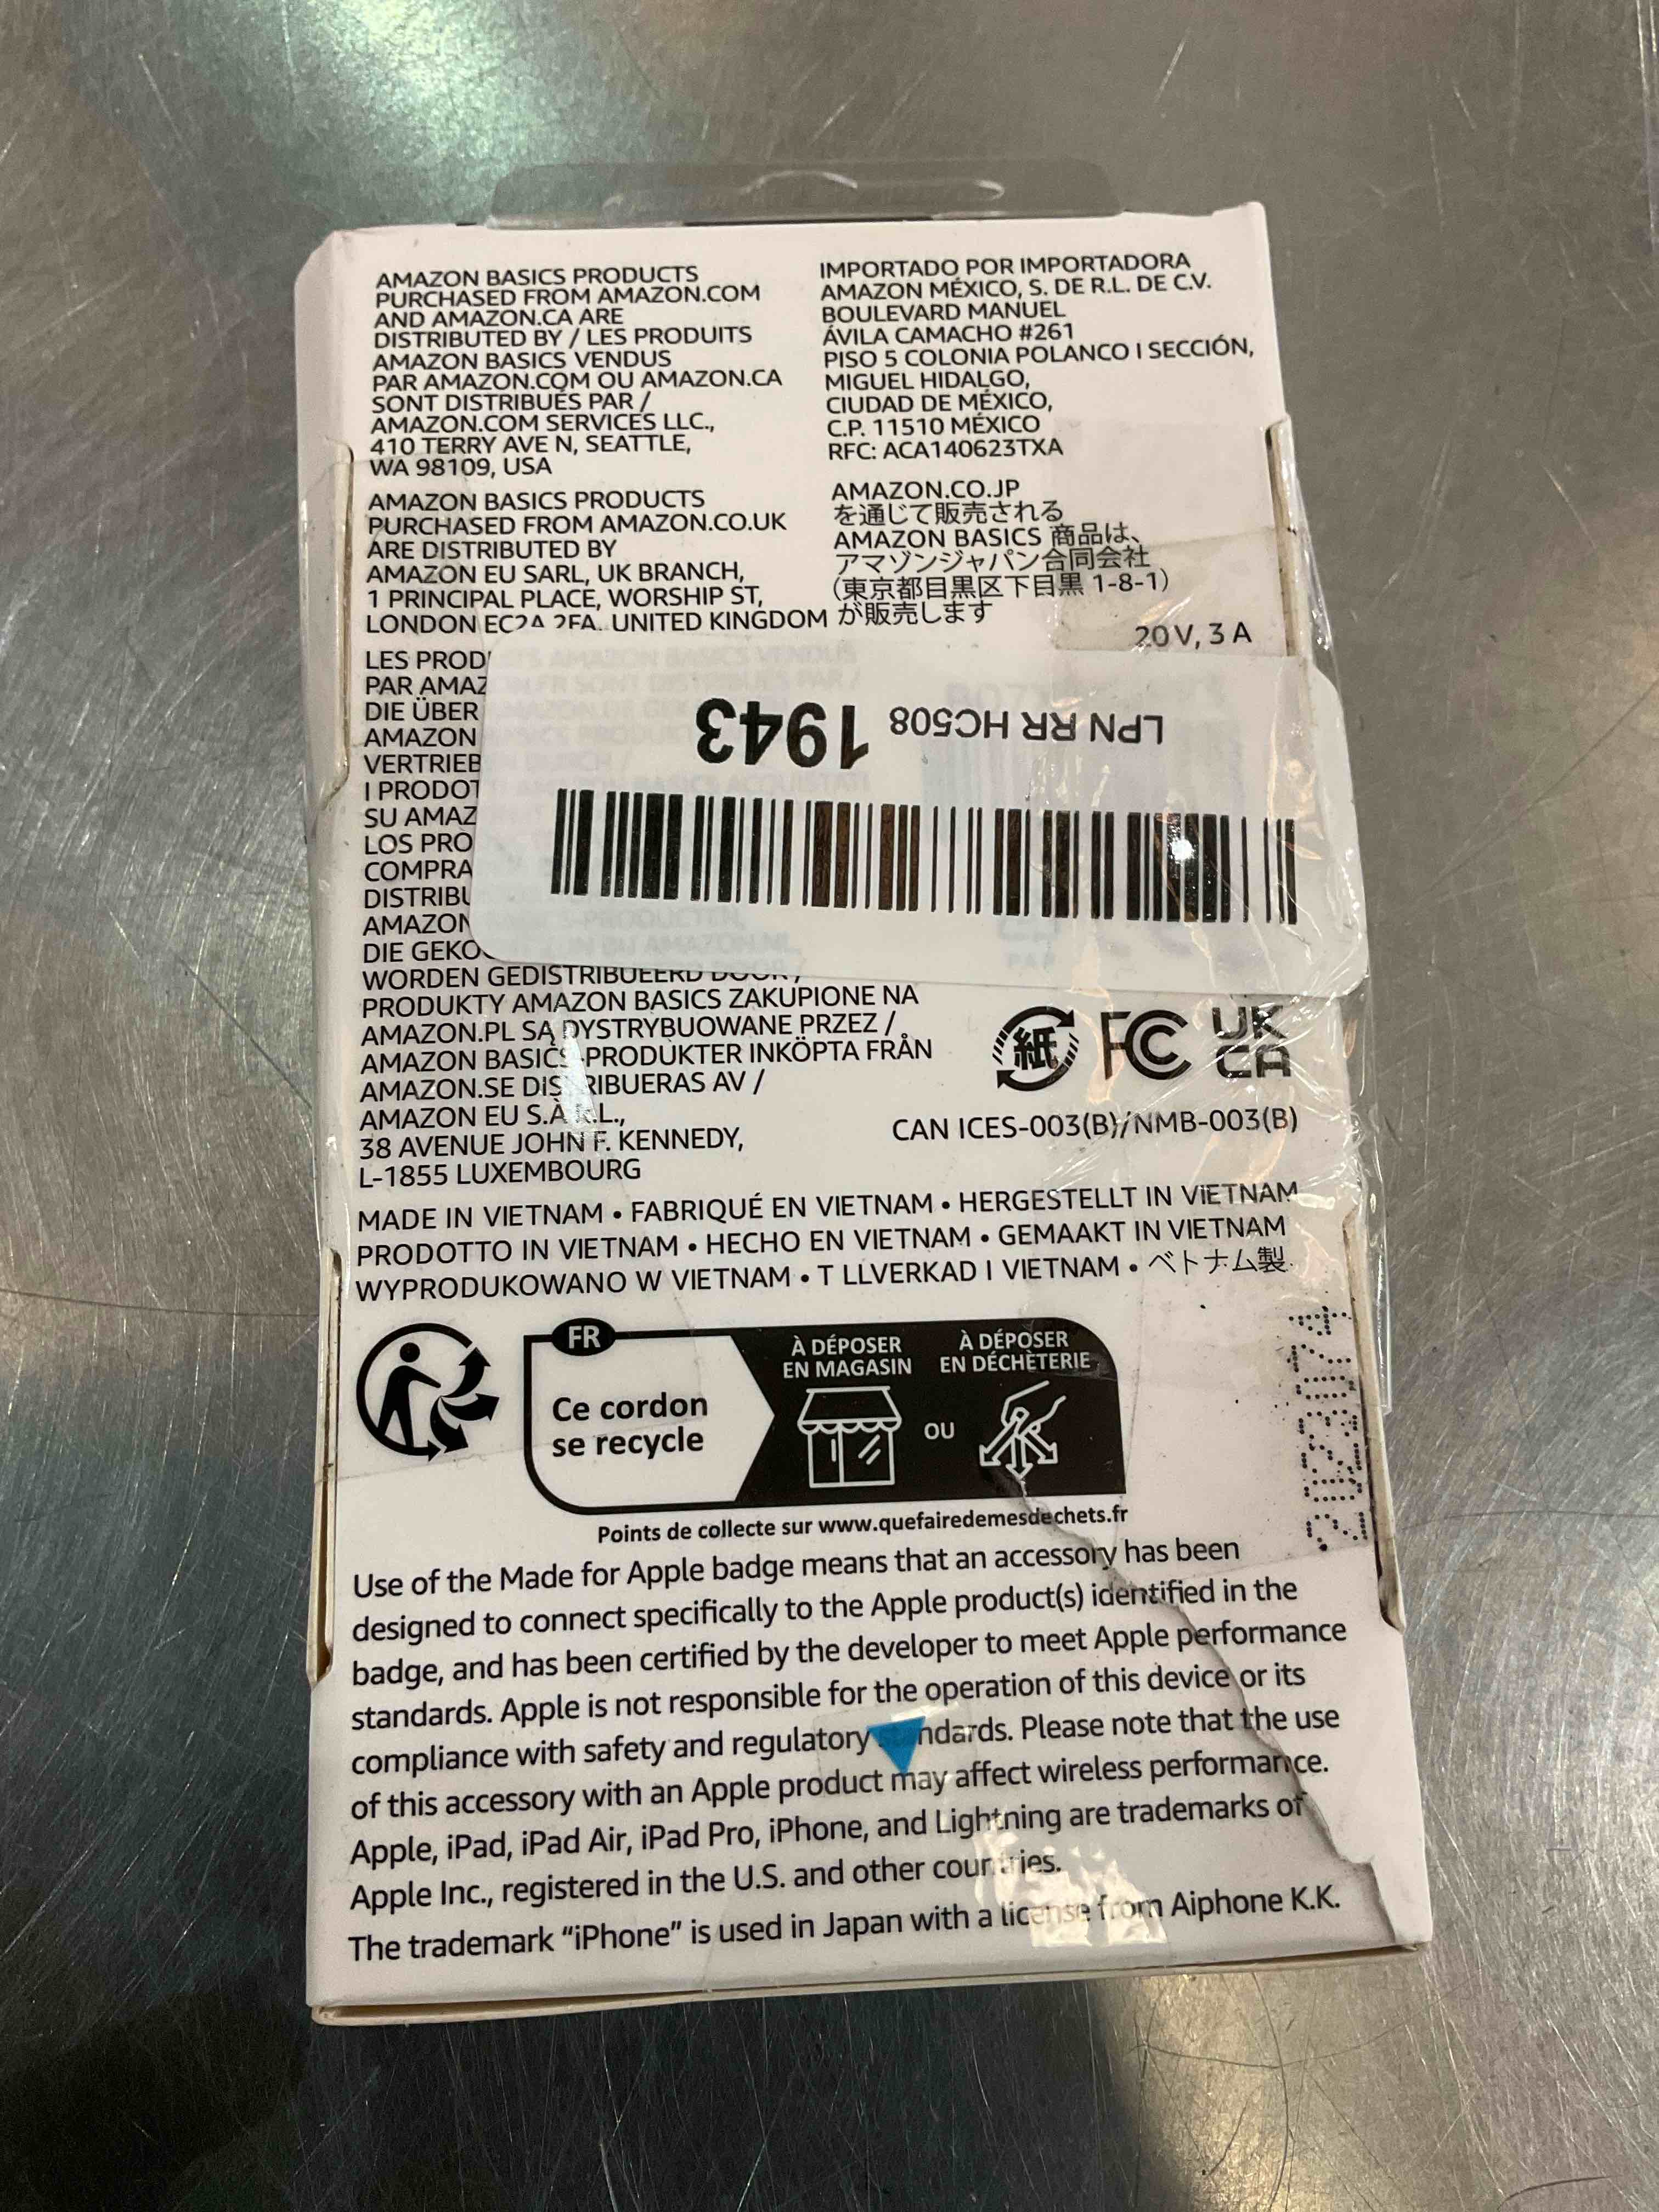 AMAZON BASICS PRODUCTS
PURCHASED FROM AMAZON.COM
AND AMAZON.CA ARE
DISTRIBUTED BY / LES PRODUITS
AMAZON BASICS VENDUS
PAR AMAZON.COM OU AMAZON.CA
SONT DISTRIBUÉS PAR /
AMAZON.COM SERVICES LLC.,
410 TERRY AVE N, SEATTLE,
WA 98109, USA
AMAZON BASICS PRODUCTS
PURCHASED FROM AMAZON.CO.UK
ARE DISTRIBUTED BY
AMAZON EU SARL, UK BRANCH,
1 PRINCIPAL PLACE, WORSHIP ST,
LONDON EC2A 2FA. UNITED KINGDOM
IMPORTADO POR IMPORTADORA
AMAZON MÉXICO, S. DE R.L. DE C.V.
BOULEVARD MANUEL
ÁVILA CAMACHO #261
PISO 5 COLONIA POLANCO I SECCIÓN,
MIGUEL HIDALGO,
CIUDAD DE MÉXICO,
C.P. 11510 MÉXICO
RFC: ACA140623TXA
AMAZON.CO.JP
を通じて販売される
AMAZON BASICS 商品は、
アマゾンジャパン合同会社
(東京都目黒区下目黒 1-8-1)
が販売します
20 V, 3 A
LES
PAR
DIE
AMAZON
I
SU
LOS
AMAZON
DIE
LPN RR HC508 1943
WORDEN GEDISTRIBUEERD DOOR /
PRODUKTY AMAZON BASICS ZAKUPIONE NA
AMAZON.PL SĄ DYSTRYBUOWANE PRZEZ /
AMAZON BASICS-PRODUKTER INKÖPTA FRÅN
AMAZON.SE DISTRIBUERAS AV /
AMAZON EU S.À R.L.,
38 AVENUE JOHN F. KENNEDY,
L-1855 LUXEMBOURG
紙 FC UK CA
CAN ICES-003(B)/NMB-003(B)
MADE IN VIETNAM • FABRIQUÉ EN VIETNAM • HERGESTELLT IN VIETNAM
PRODOTTO IN VIETNAM • HECHO EN VIETNAM • GEMAAKT IN VIETNAM
WYPRODUKOWANO W VIETNAM • T LLVERKAD I VIETNAM • ベトナム製
FR
Ce cordon
se recycle
À DÉPOSER
EN MAGASIN
OU
À DÉPOSER
EN DÉCHÈTERIE
Points de collecte sur www.quefairedemesdechets.fr
Use of the Made for Apple badge means that an accessory has been
designed to connect specifically to the Apple product(s) identified in the
badge, and has been certified by the developer to meet Apple performance
standards. Apple is not responsible for the operation of this device or its
compliance with safety and regulatory standards. Please note that the use
of this accessory with an Apple product may affect wireless performance.
Apple, iPad, iPad Air, iPad Pro, iPhone, and Lightning are trademarks of
Apple Inc., registered in the U.S. and other countries.
The trademark “iPhone” is used in Japan with a license from Aiphone K.K.